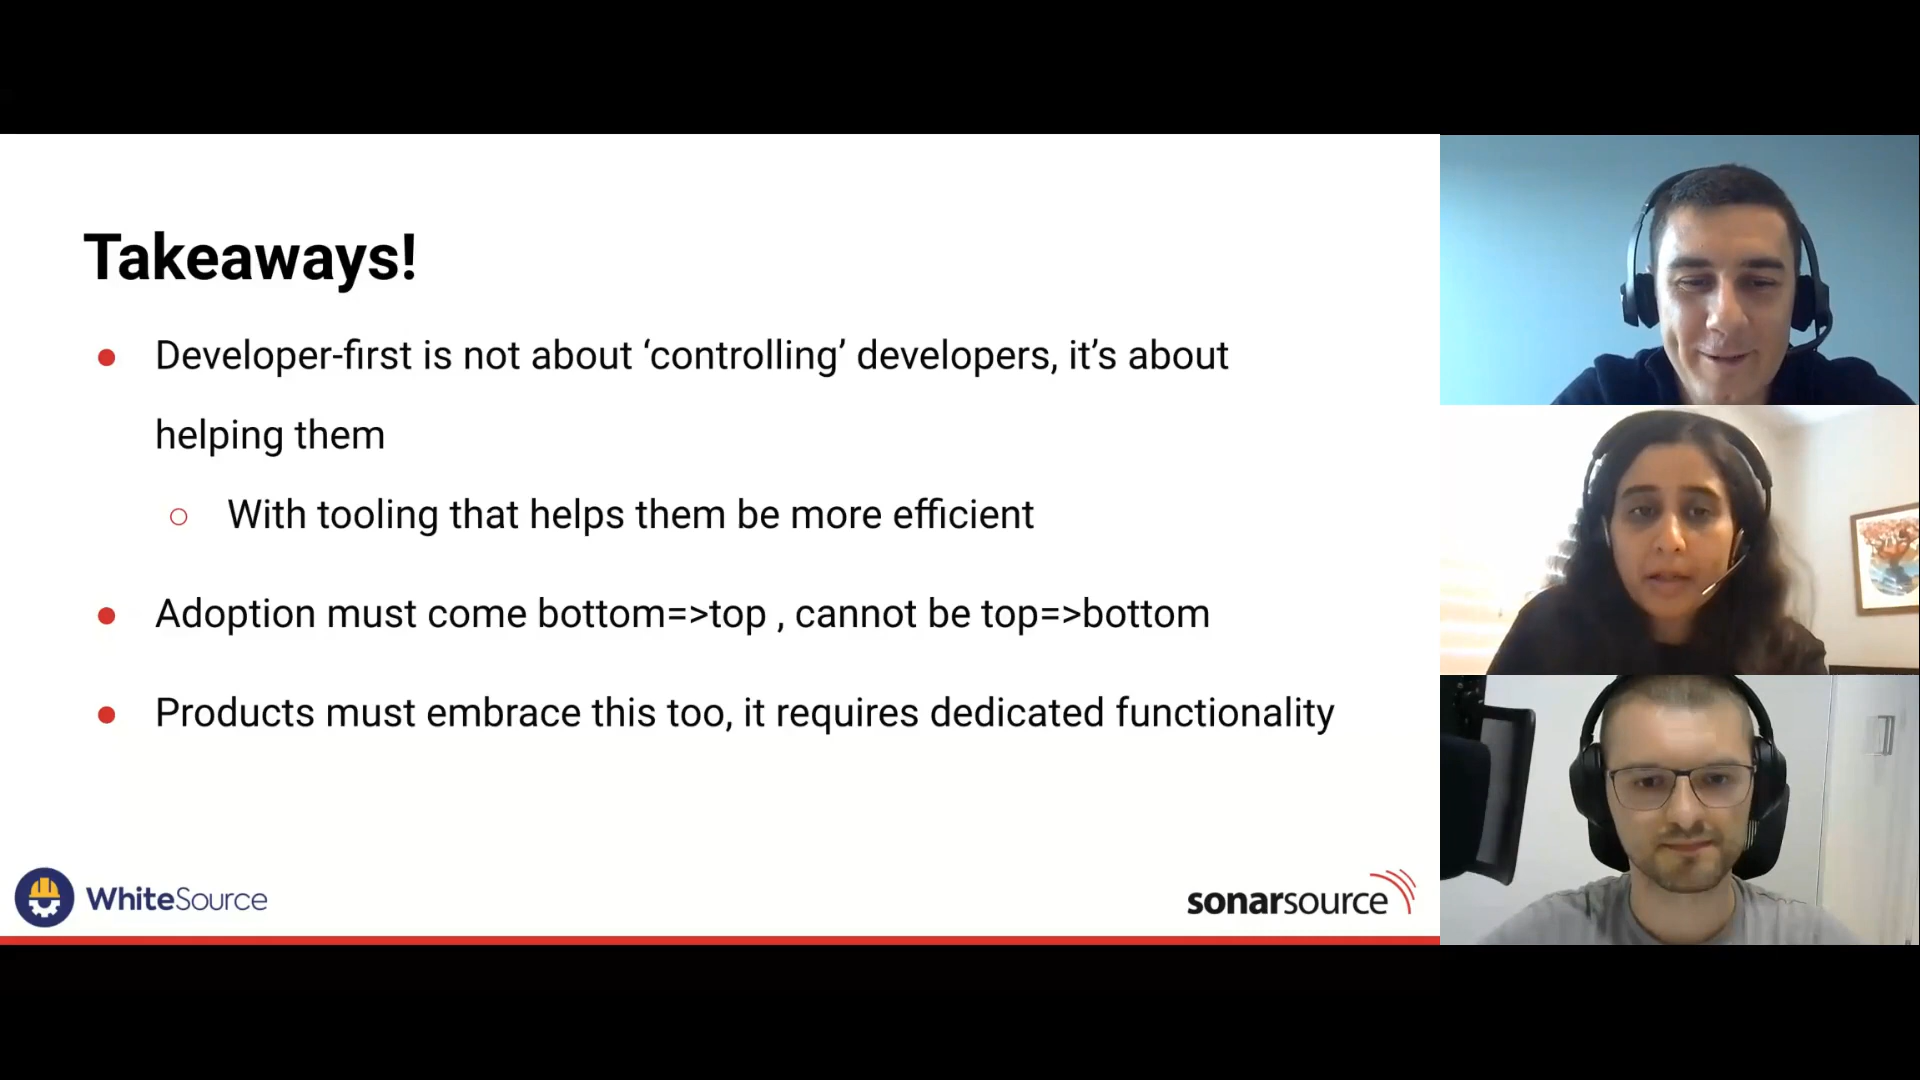 Takeaways!
● Developer-first is not about ‘controlling’ developers, it’s about
helping them
○ With tooling that helps them be more efficient
● Adoption must come bottom=>top , cannot be top=>bottom
● Products must embrace this too, it requires dedicated functionality
WhiteSource
sonarsource